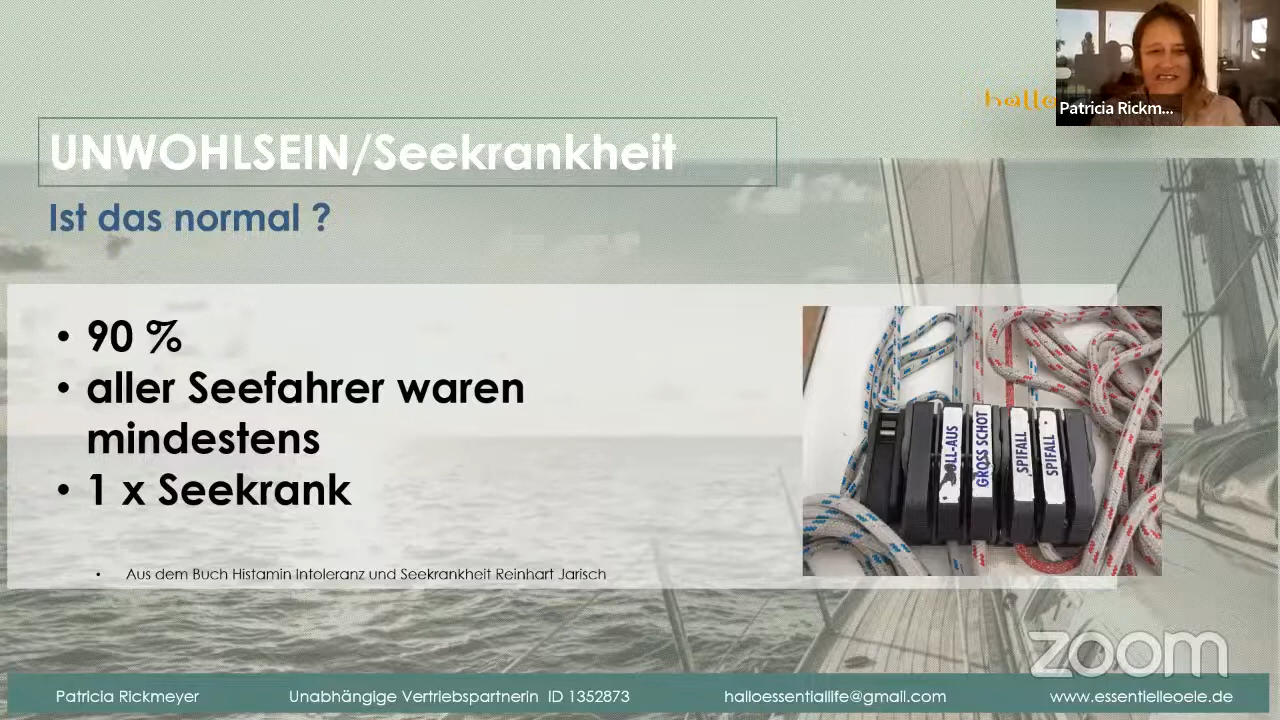 hallo
Patricia Rickm...
UNWOHLSEIN/Seekrankheit
Ist das normal ?
• 90 %
• aller Seefahrer waren
mindestens
• 1 x Seekrank
• Aus dem Buch Histamin Intoleranz und Seekrankheit Reinhart Jarisch
GROSS SCHOT
SPIFALL
SPIFALL
zoom
Patricia Rickmeyer
Unabhängige Vertriebspartnerin ID 1352873
halloessentiallife@gmail.com
www.essentielleoele.de